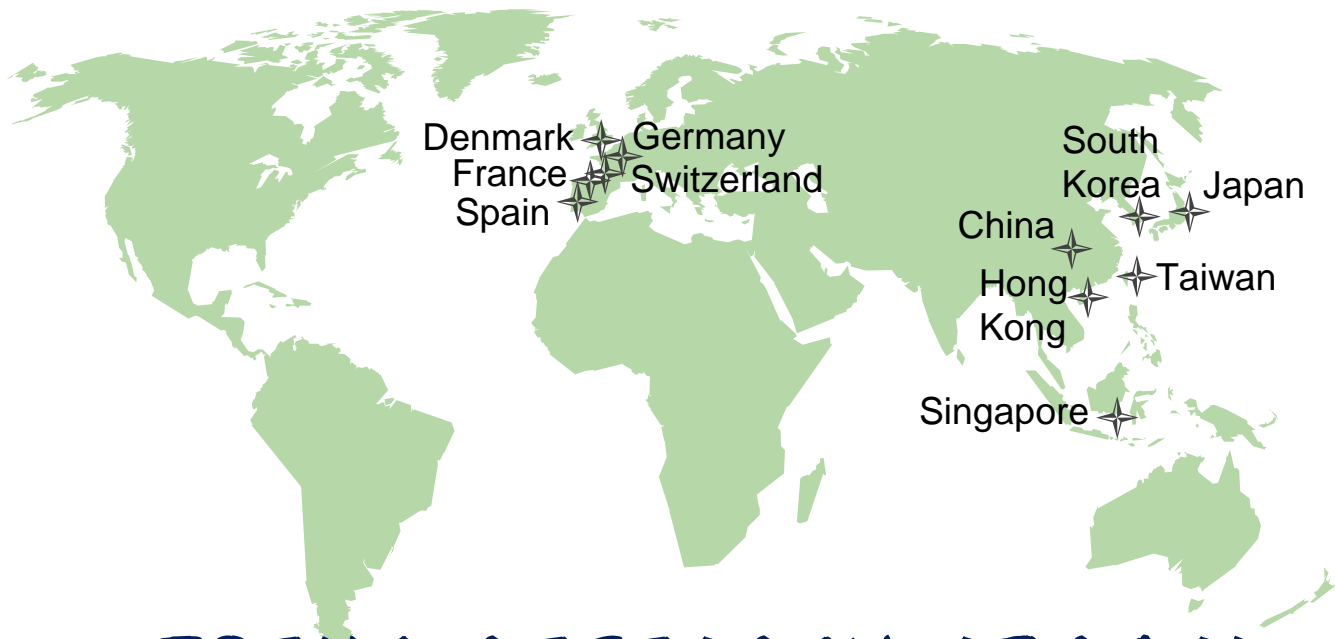 Denmark
Germany
France
Switzerland
Spain
South
Korea
Japan
China
Taiwan
Hong
Kong
Singapore